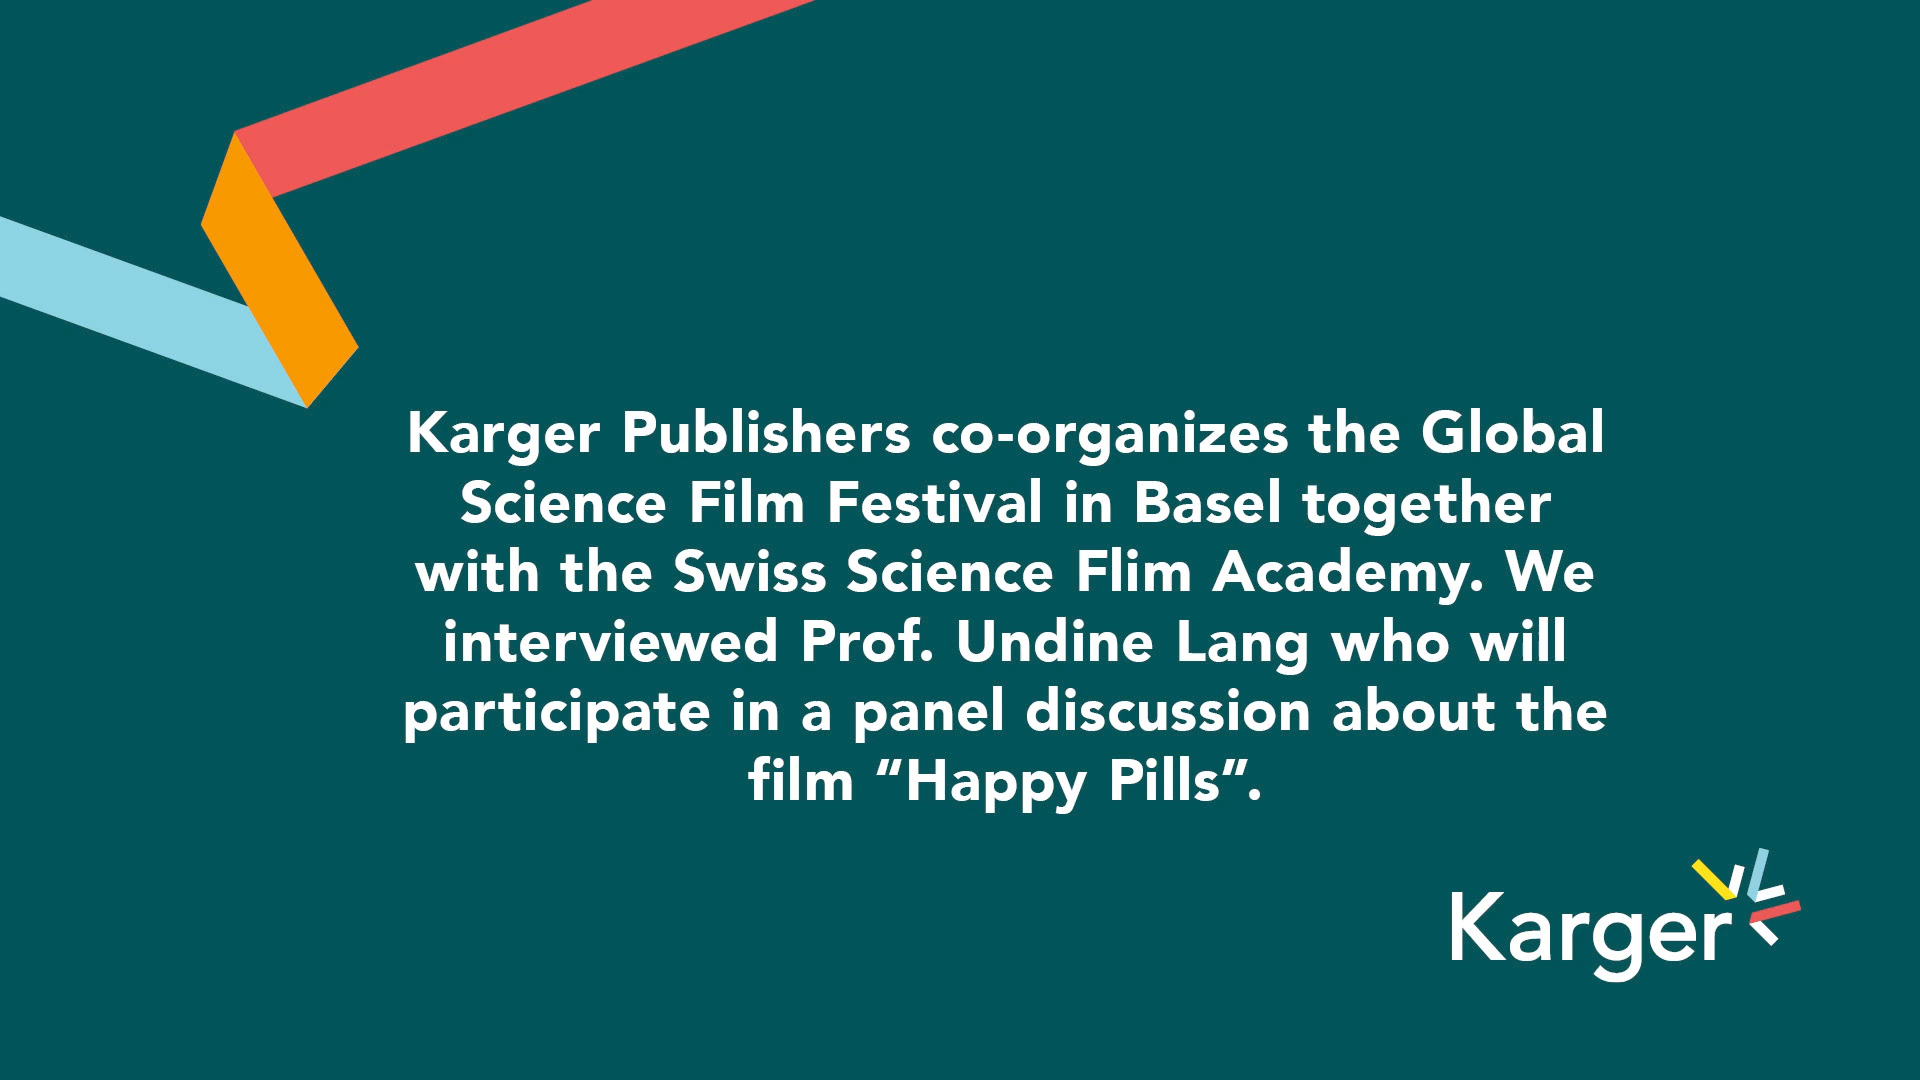 Karger Publishers co-organizes the Global
Science Film Festival in Basel together
with the Swiss Science Flim Academy. We
interviewed Prof. Undine Lang who will
participate in a panel discussion about the
film “Happy Pills”.
Karger